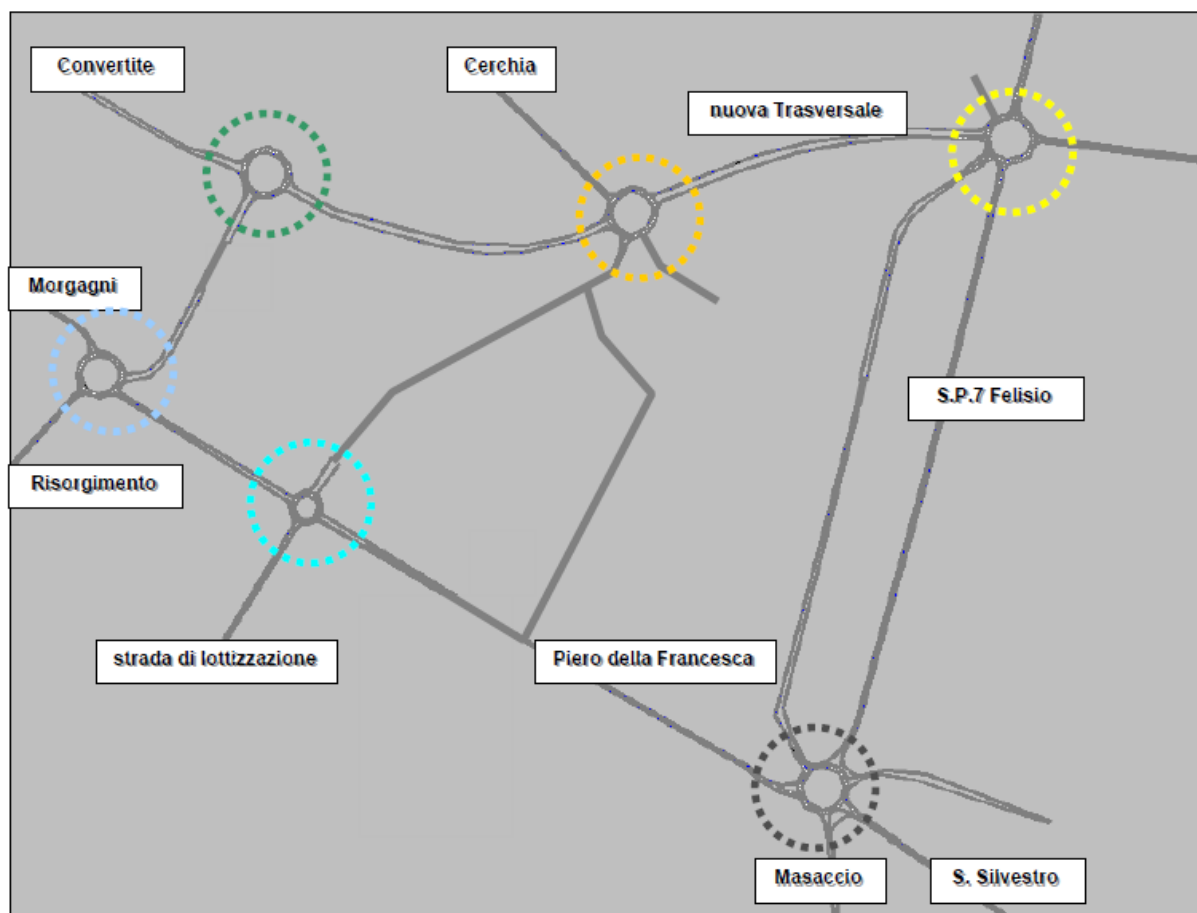 Convertite
Cerchia
nuova Trasversale
Morgagni
S.P.7 Felisio
Risorgimento
strada di lottizzazione
Piero della Francesca
Masaccio
S. Silvestro